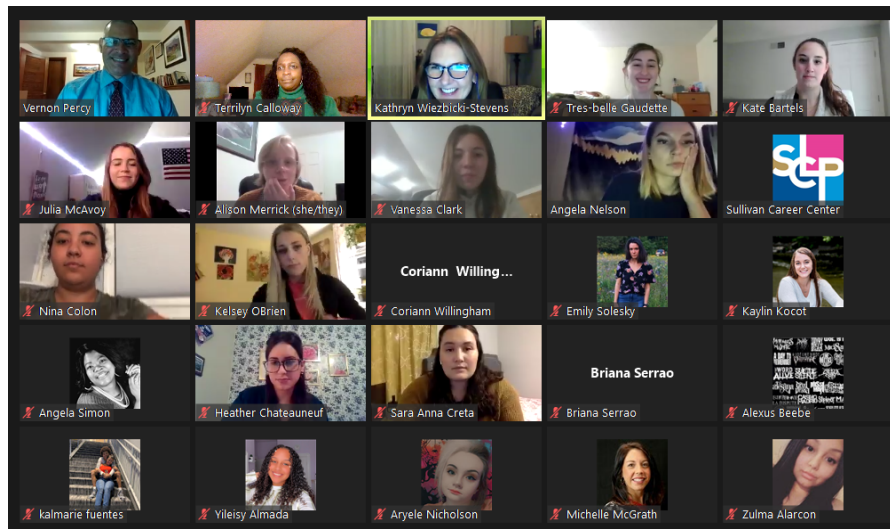 Vernon Percy
Terrilyn Calloway
Kathryn Wiezbicki-Stevens
Tres-belle Gaudette
Kate Bartels
Julia McAvoy
Alison Merrick (she/they)
Vanessa Clark
Angela Nelson
SLCP
Sullivan Career Center
Nina Colon
Kelsey OBrien
Coriann Willing...
Coriann Willingham
Emily Solesky
Kaylin Kocot
Angela Simon
Heather Chateauneuf
Sara Anna Creta
Briana Serrao
Briana Serrao
Alexus Beebe
kalmarie fuentes
Yileisy Almada
Aryele Nicholson
Michelle McGrath
Zulma Alarcon